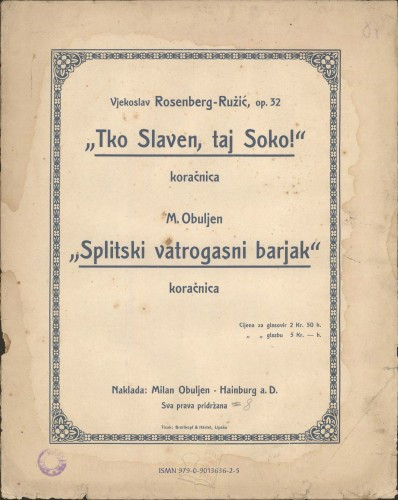 Vjekoslav Rosenberg-Ružić, op. 32
„Tko Slaven, taj Soko!“
koračnica
M. Obuljen
„Splitski vatrogasni barjak“
koračnica
Cijena za glasovir 2 Kr. 50 h.
„ „ glazbu 5 Kr. — h.
Naklada: Milan Obuljen - Hainburg a. D.
Sva prava pridržana = 8
Tisak: Breitkopf & Härtel, Lipsko
ISMN 979-0-9013656-2-5